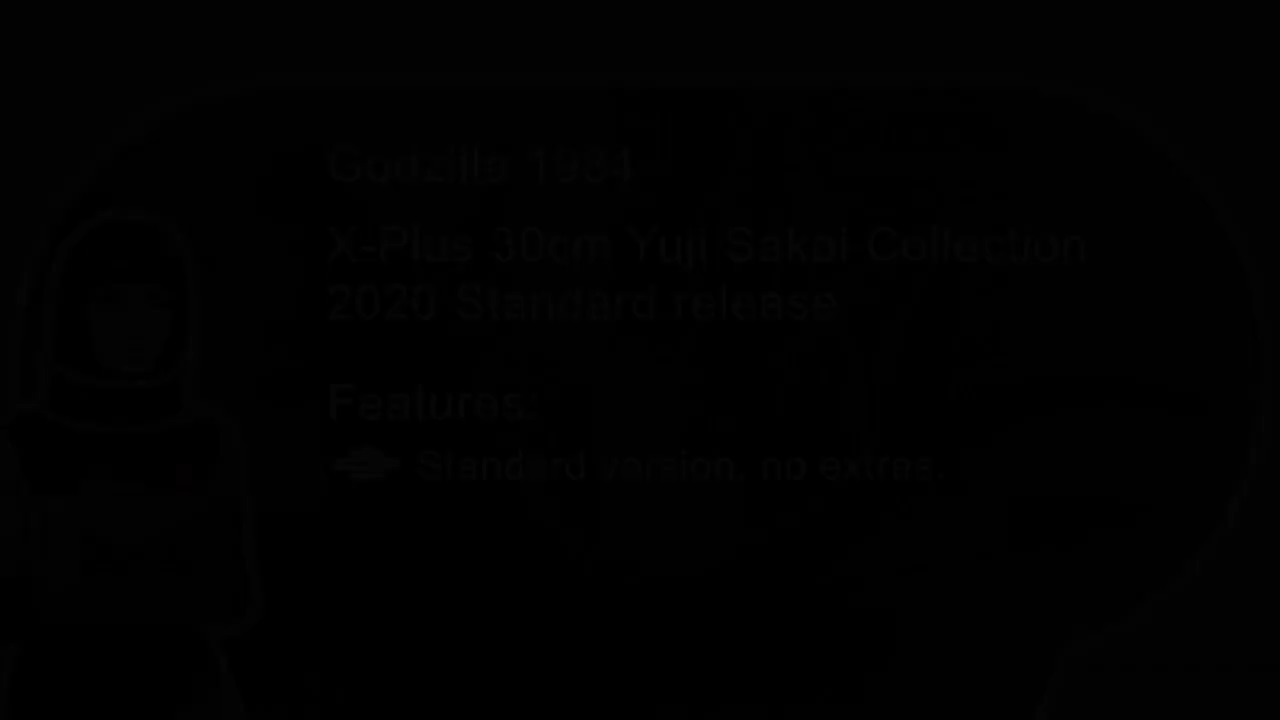 Godzilla 1984
X-Plus 30cm Yuji Sakai Collection
2020 Standard release
Features:
Standard version, no extras.